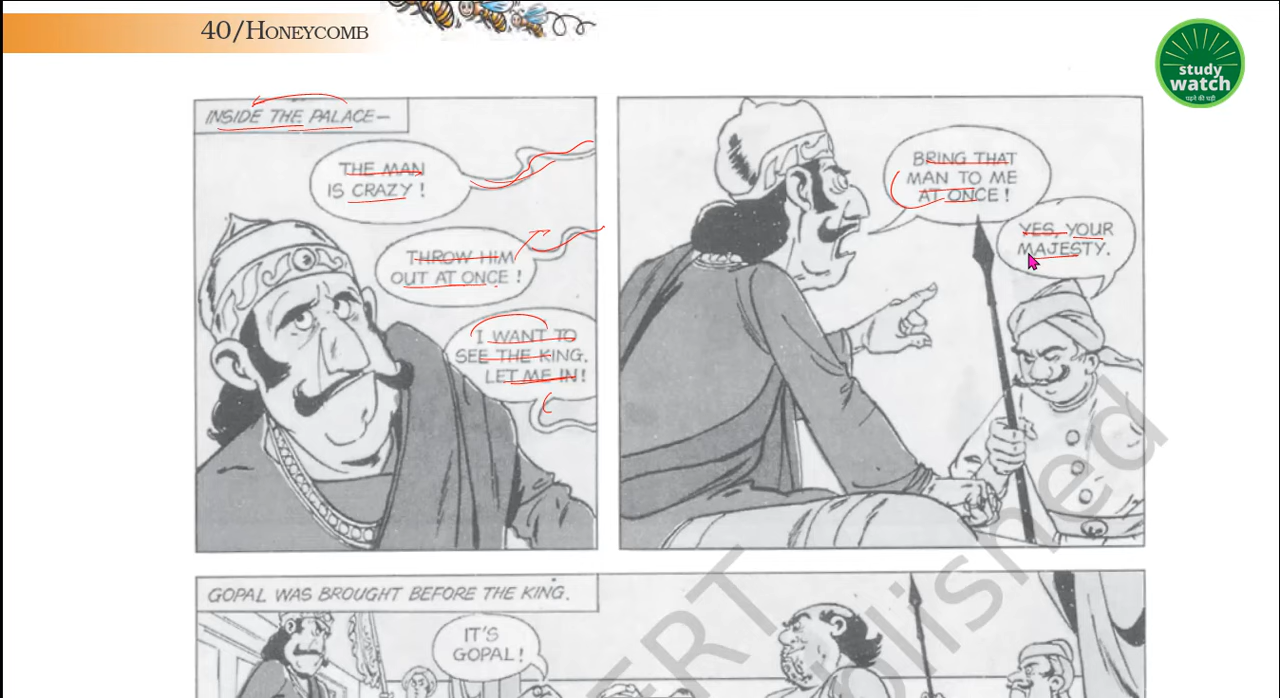 40/HONEYCOMB
study
watch
पढ़ने की घड़ी
INSIDE THE PALACE—
THE MAN
IS CRAZY!
THROW HIM
OUT AT ONCE!
I WANT TO
SEE THE KING.
LET ME IN!
BRING THAT
MAN TO ME
AT ONCE!
YES, YOUR
MAJESTY.
GOPAL WAS BROUGHT BEFORE THE KING.
IT'S
GOPAL!